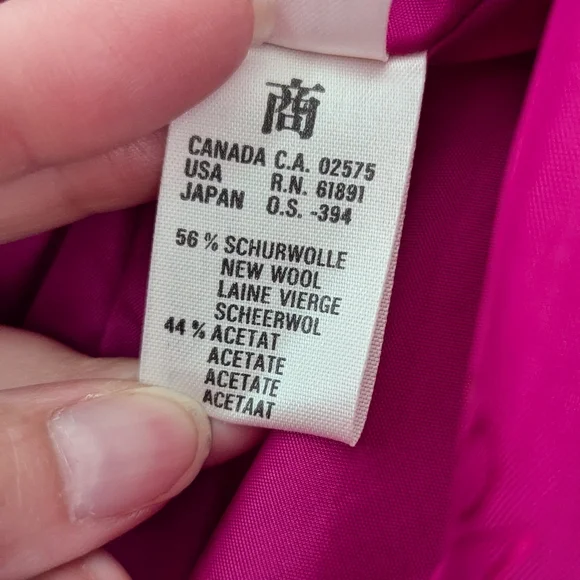 商
CANADA C.A. 02575
USA R.N. 61891
JAPAN O.S. -394
56 % SCHURWOLLE
NEW WOOL
LAINE VIERGE
SCHEERWOL
44 % ACETAT
ACETATE
ACETATE
ACETAAT